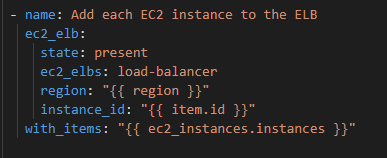 - name: Add each EC2 instance to the ELB
  ec2_elb:
    state: present
    ec2_elbs: load-balancer
    region: "{{ region }}"
    instance_id: "{{ item.id }}"
  with_items: "{{ ec2_instances.instances }}"